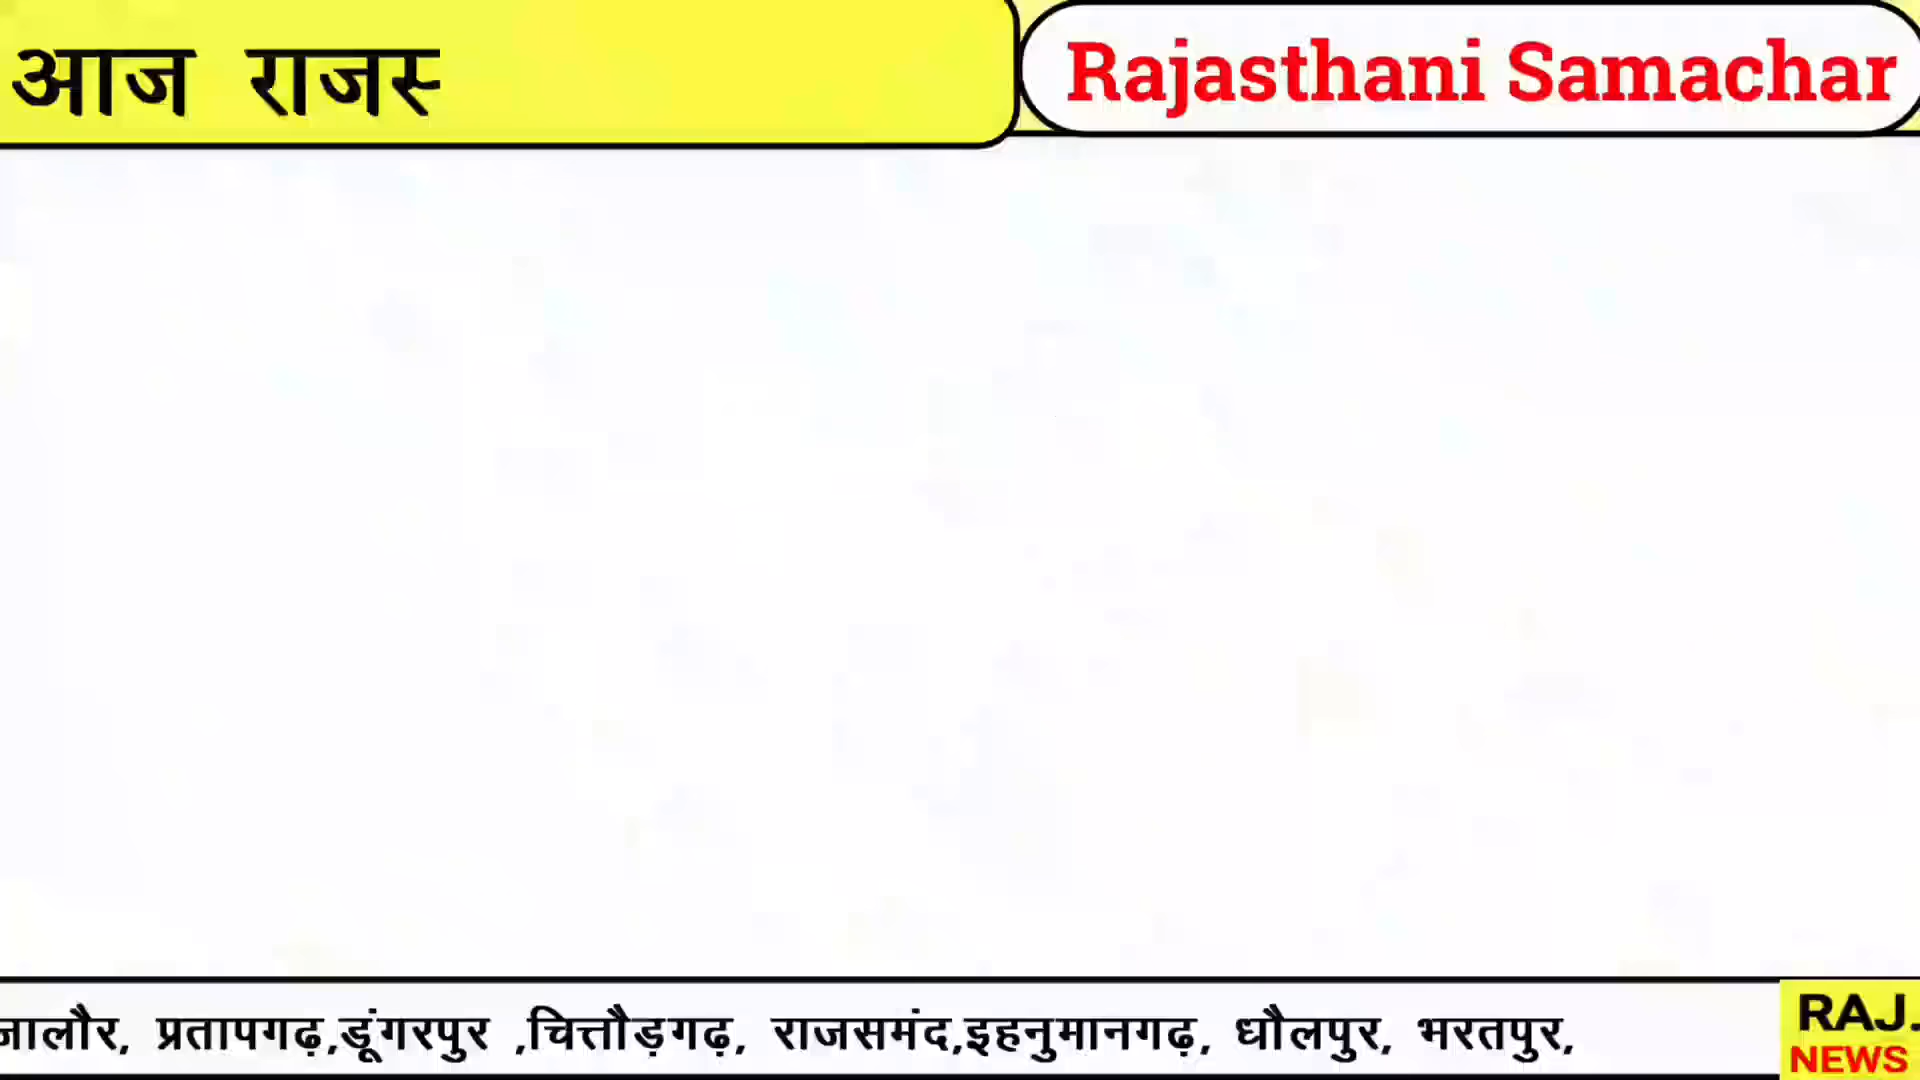 आज राजस्
Rajasthani Samachar
जालौर, प्रतापगढ़,डूंगरपुर ,चित्तौड़गढ़, राजसमंद,इहनुमानगढ़, धौलपुर, भरतपुर,
RAJ.
NEWS